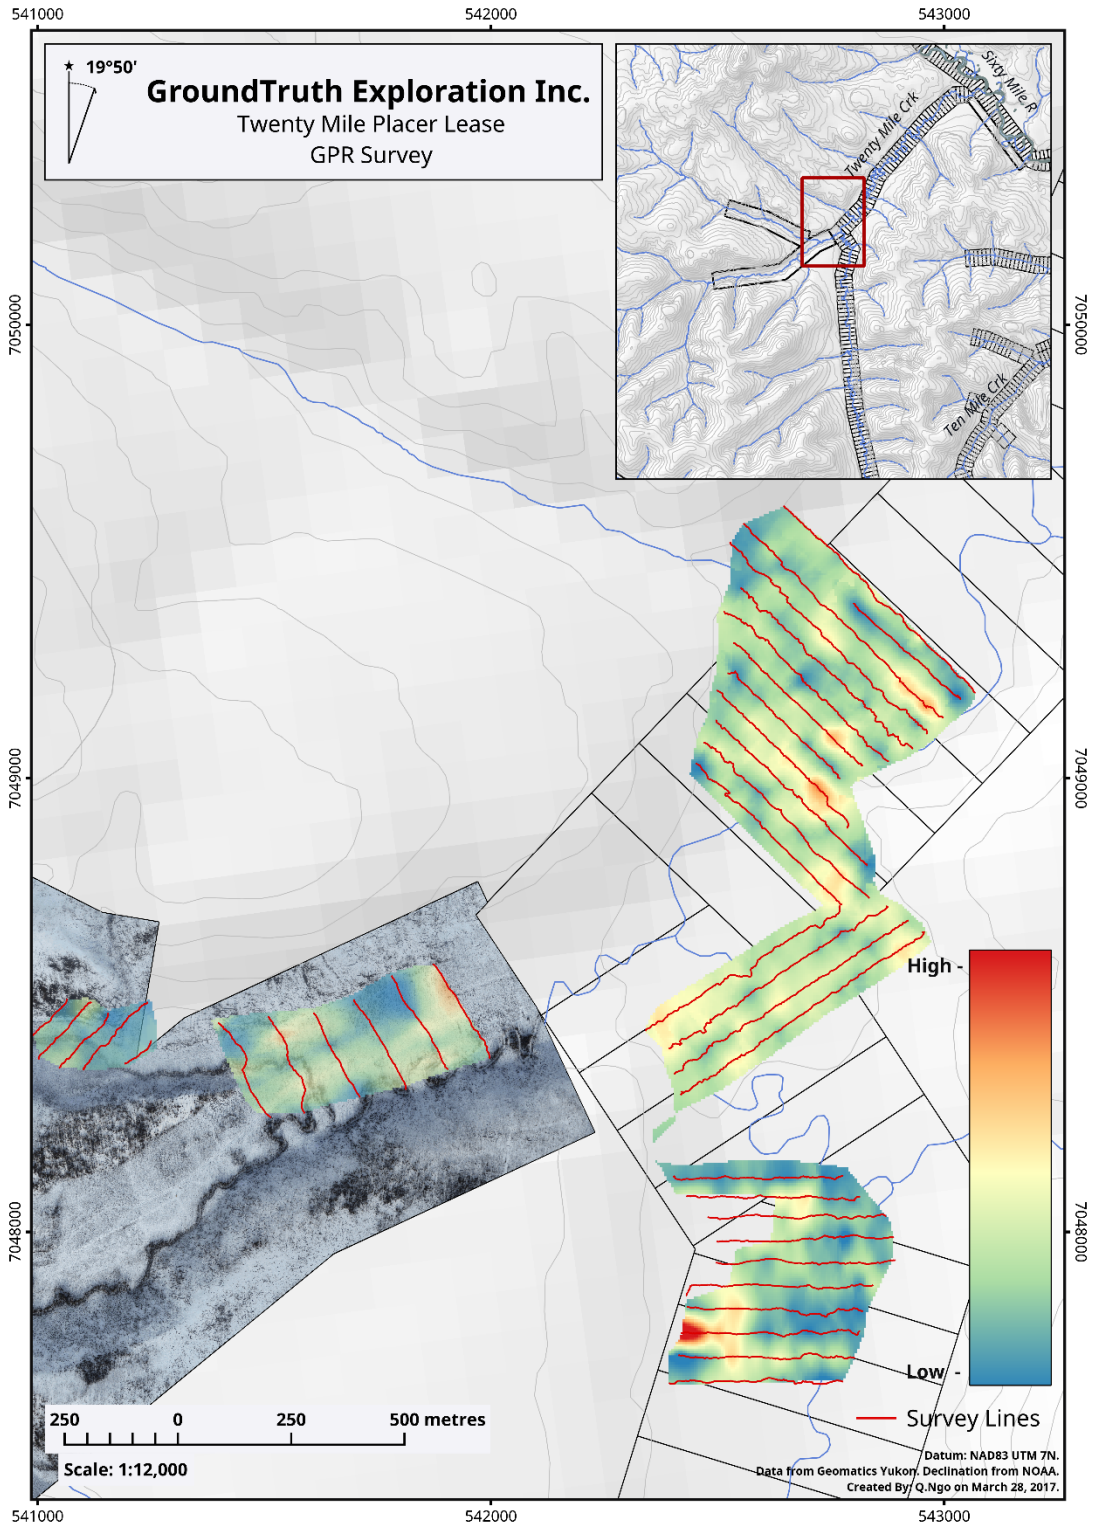 541000 542000 543000
19°50'
GroundTruth Exploration Inc.
Twenty Mile Placer Lease
GPR Survey
Sixty Mile R
Twenty Mile Crk
Ten Mile Crk
7050000 7050000
7049000 7049000
7048000 7048000
High -
Low -
Survey Lines
250 0 250 500 metres
Scale: 1:12,000
Datum: NAD83 UTM 7N.
Data from Geomatics Yukon. Declination from NOAA.
Created By: Q.Ngo on March 28, 2017.
541000 542000 543000